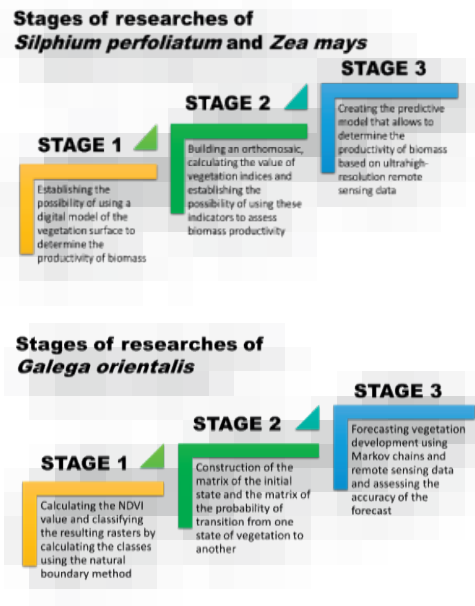 Stages of researches of
Silphium perfoliatum and Zea mays
STAGE 1
Establishing the
possibility of using a
digital model of the
vegetation surface to
determine the
productivity of biomass
STAGE 2
Building an orthomosaic,
calculating the value of
vegetation indices and
establishing the
possibility of using these
indicators to assess
biomass productivity
STAGE 3
Creating the predictive
model that allows to
determine the
productivity of biomass
based on ultrahigh-
resolution remote
sensing data
Stages of researches of
Galega orientalis
STAGE 1
Calculating the NDVI
value and classifying
the resulting rasters by
calculating the classes
using the natural
boundary method
STAGE 2
Construction of the
matrix of the initial
state and the matrix of
the probability of
transition from one
state of vegetation to
another
STAGE 3
Forecasting vegetation
development using
Markov chains and
remote sensing data
and assessing the
accuracy of the
forecast